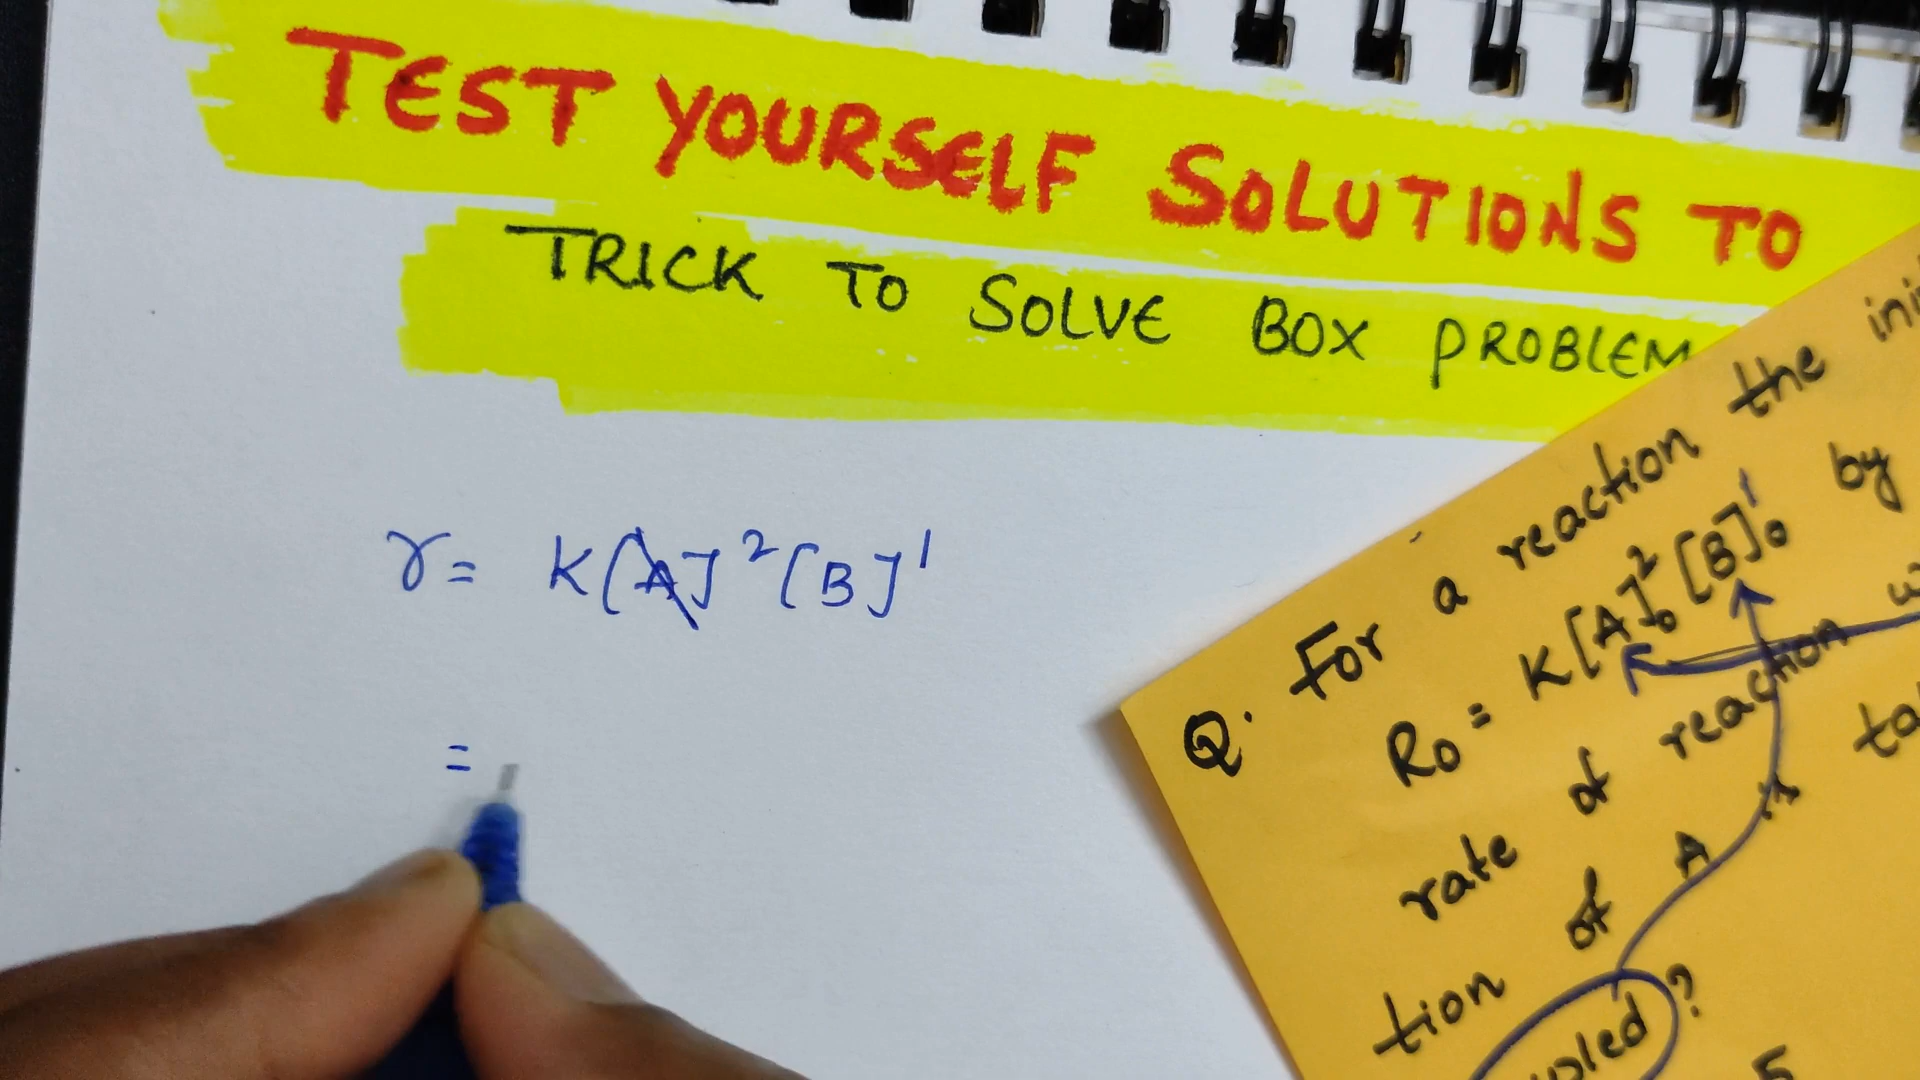 TEST YOURSELF SOLUTIONS TO
TRICK TO SOLVE BOX PROBLEM
r = K[A]²[B]¹
=
Q. For a reaction the
R₀ = K[A]₀²[B]₀¹ by
rate of reaction
tion of A is
?